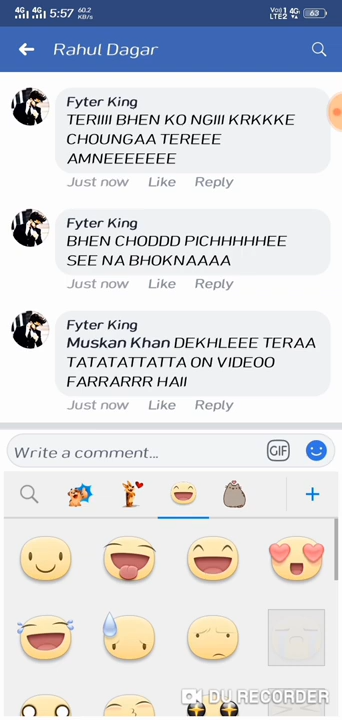 4G 4G 5:57 60.2 KB/s Vo) 1 4G LTE2 63
Rahul Dagar
Fyter King
TERIIII BHEN KO NGIII KRKKKE
CHOUNGAA TEREEE
AMNEEEEEEE
Just now Like Reply
Fyter King
BHEN CHODDD PICHHHHHEE
SEE NA BHOKNAAAA
Just now Like Reply
Fyter King
Muskan Khan DEKHLEEE TERAA
TATATATTATTA ON VIDEOO
FARRARRR HAII
Just now Like Reply
Write a comment...
GIF
DU RECORDER